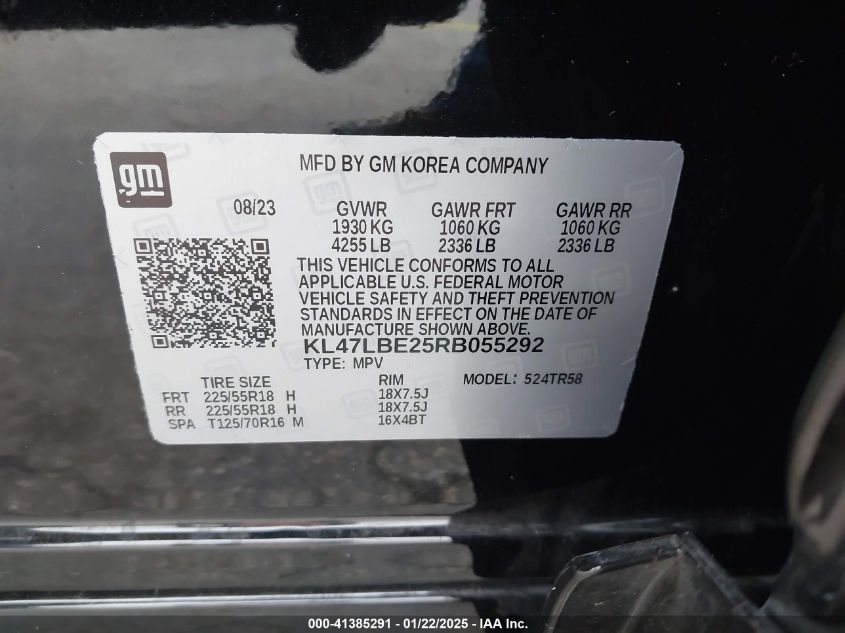 gm
MFD BY GM KOREA COMPANY
08/23 GVWR GAWR FRT GAWR RR
1930 KG 1060 KG 1060 KG
4255 LB 2336 LB 2336 LB
THIS VEHICLE CONFORMS TO ALL
APPLICABLE U.S. FEDERAL MOTOR
VEHICLE SAFETY AND THEFT PREVENTION
STANDARDS IN EFFECT ON THE DATE OF
MANUFACTURE SHOWN ABOVE.
KL47LBE25RB055292
TYPE: MPV
TIRE SIZE RIM MODEL: 524TR58
FRT 225/55R18 H 18X7.5J
RR 225/55R18 H 18X7.5J
SPA T125/70R16 M 16X4BT
000-41385291 - 01/22/2025 - IAA Inc.